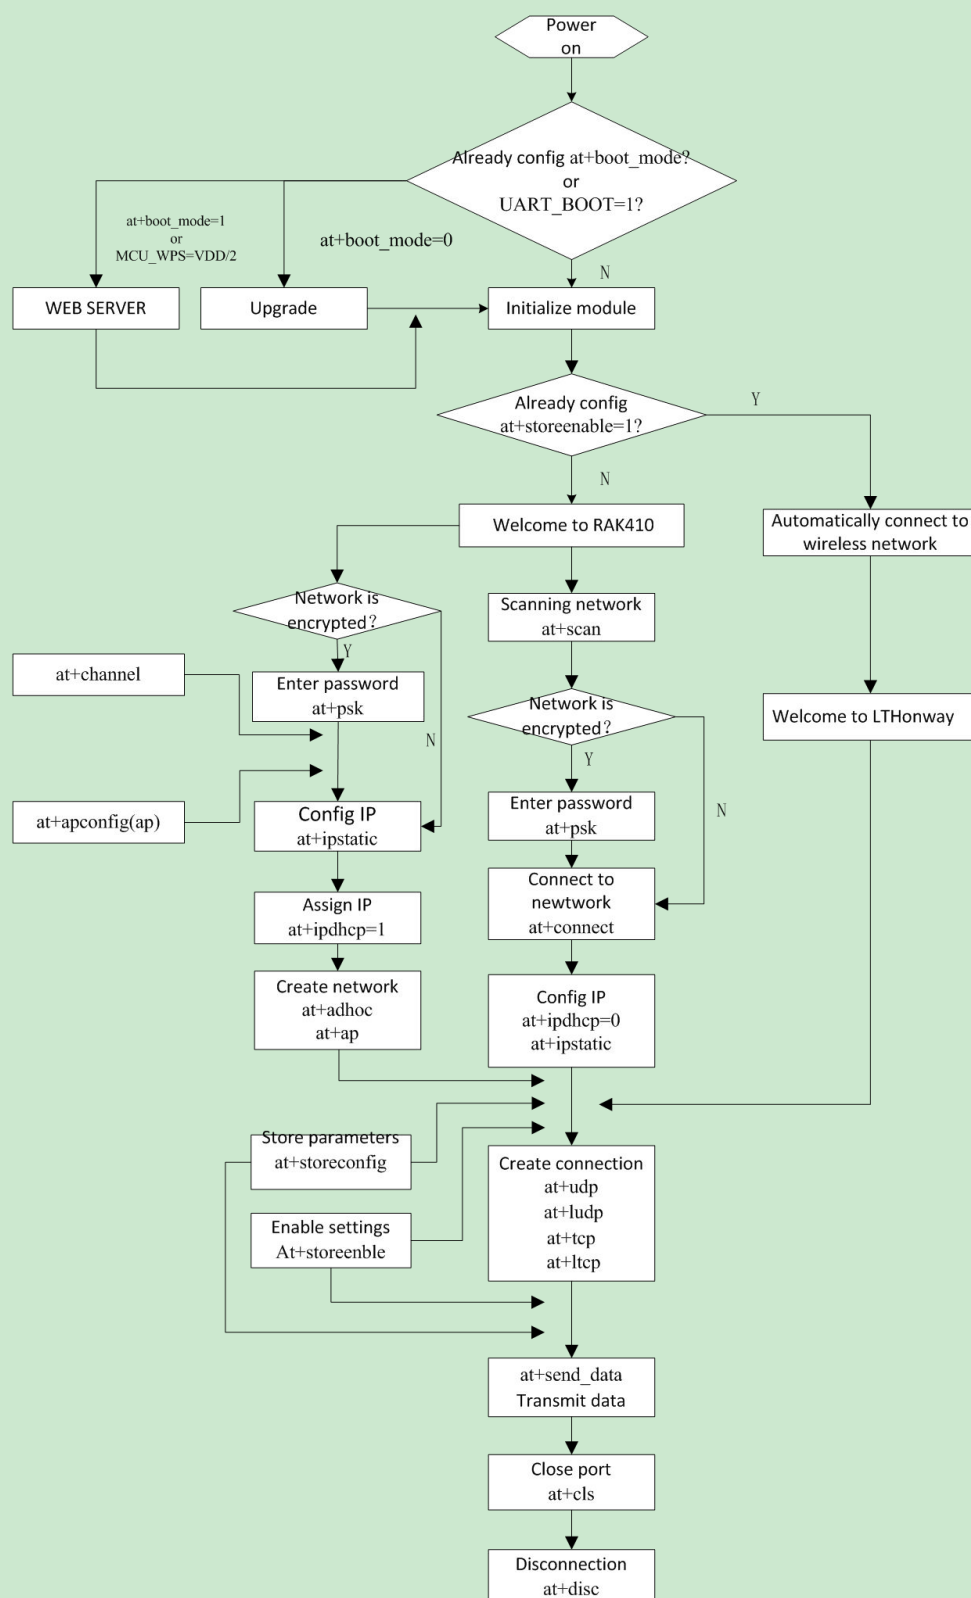 Power
on
Already config at+boot_mode?
or
UART_BOOT=1?
at+boot_mode=1
or
MCU_WPS=VDD/2
at+boot_mode=0
N
WEB SERVER
Upgrade
Initialize module
Already config
at+storeenable=1?
Y
N
Welcome to RAK410
Automatically connect to
wireless network
Network is
encrypted?
Y
Scanning network
at+scan
at+channel
Enter password
at+psk
N
Network is
encrypted?
Y
N
Welcome to LTHonway
at+apconfig(ap)
Config IP
at+ipstatic
Enter password
at+psk
Assign IP
at+ipdhcp=1
Connect to
newtwork
at+connect
Create network
at+adhoc
at+ap
Config IP
at+ipdhcp=0
at+ipstatic
Store parameters
at+storeconfig
Create connection
at+udp
at+ludp
at+tcp
at+ltcp
Enable settings
At+storeenble
at+send_data
Transmit data
Close port
at+cls
Disconnection
at+disc